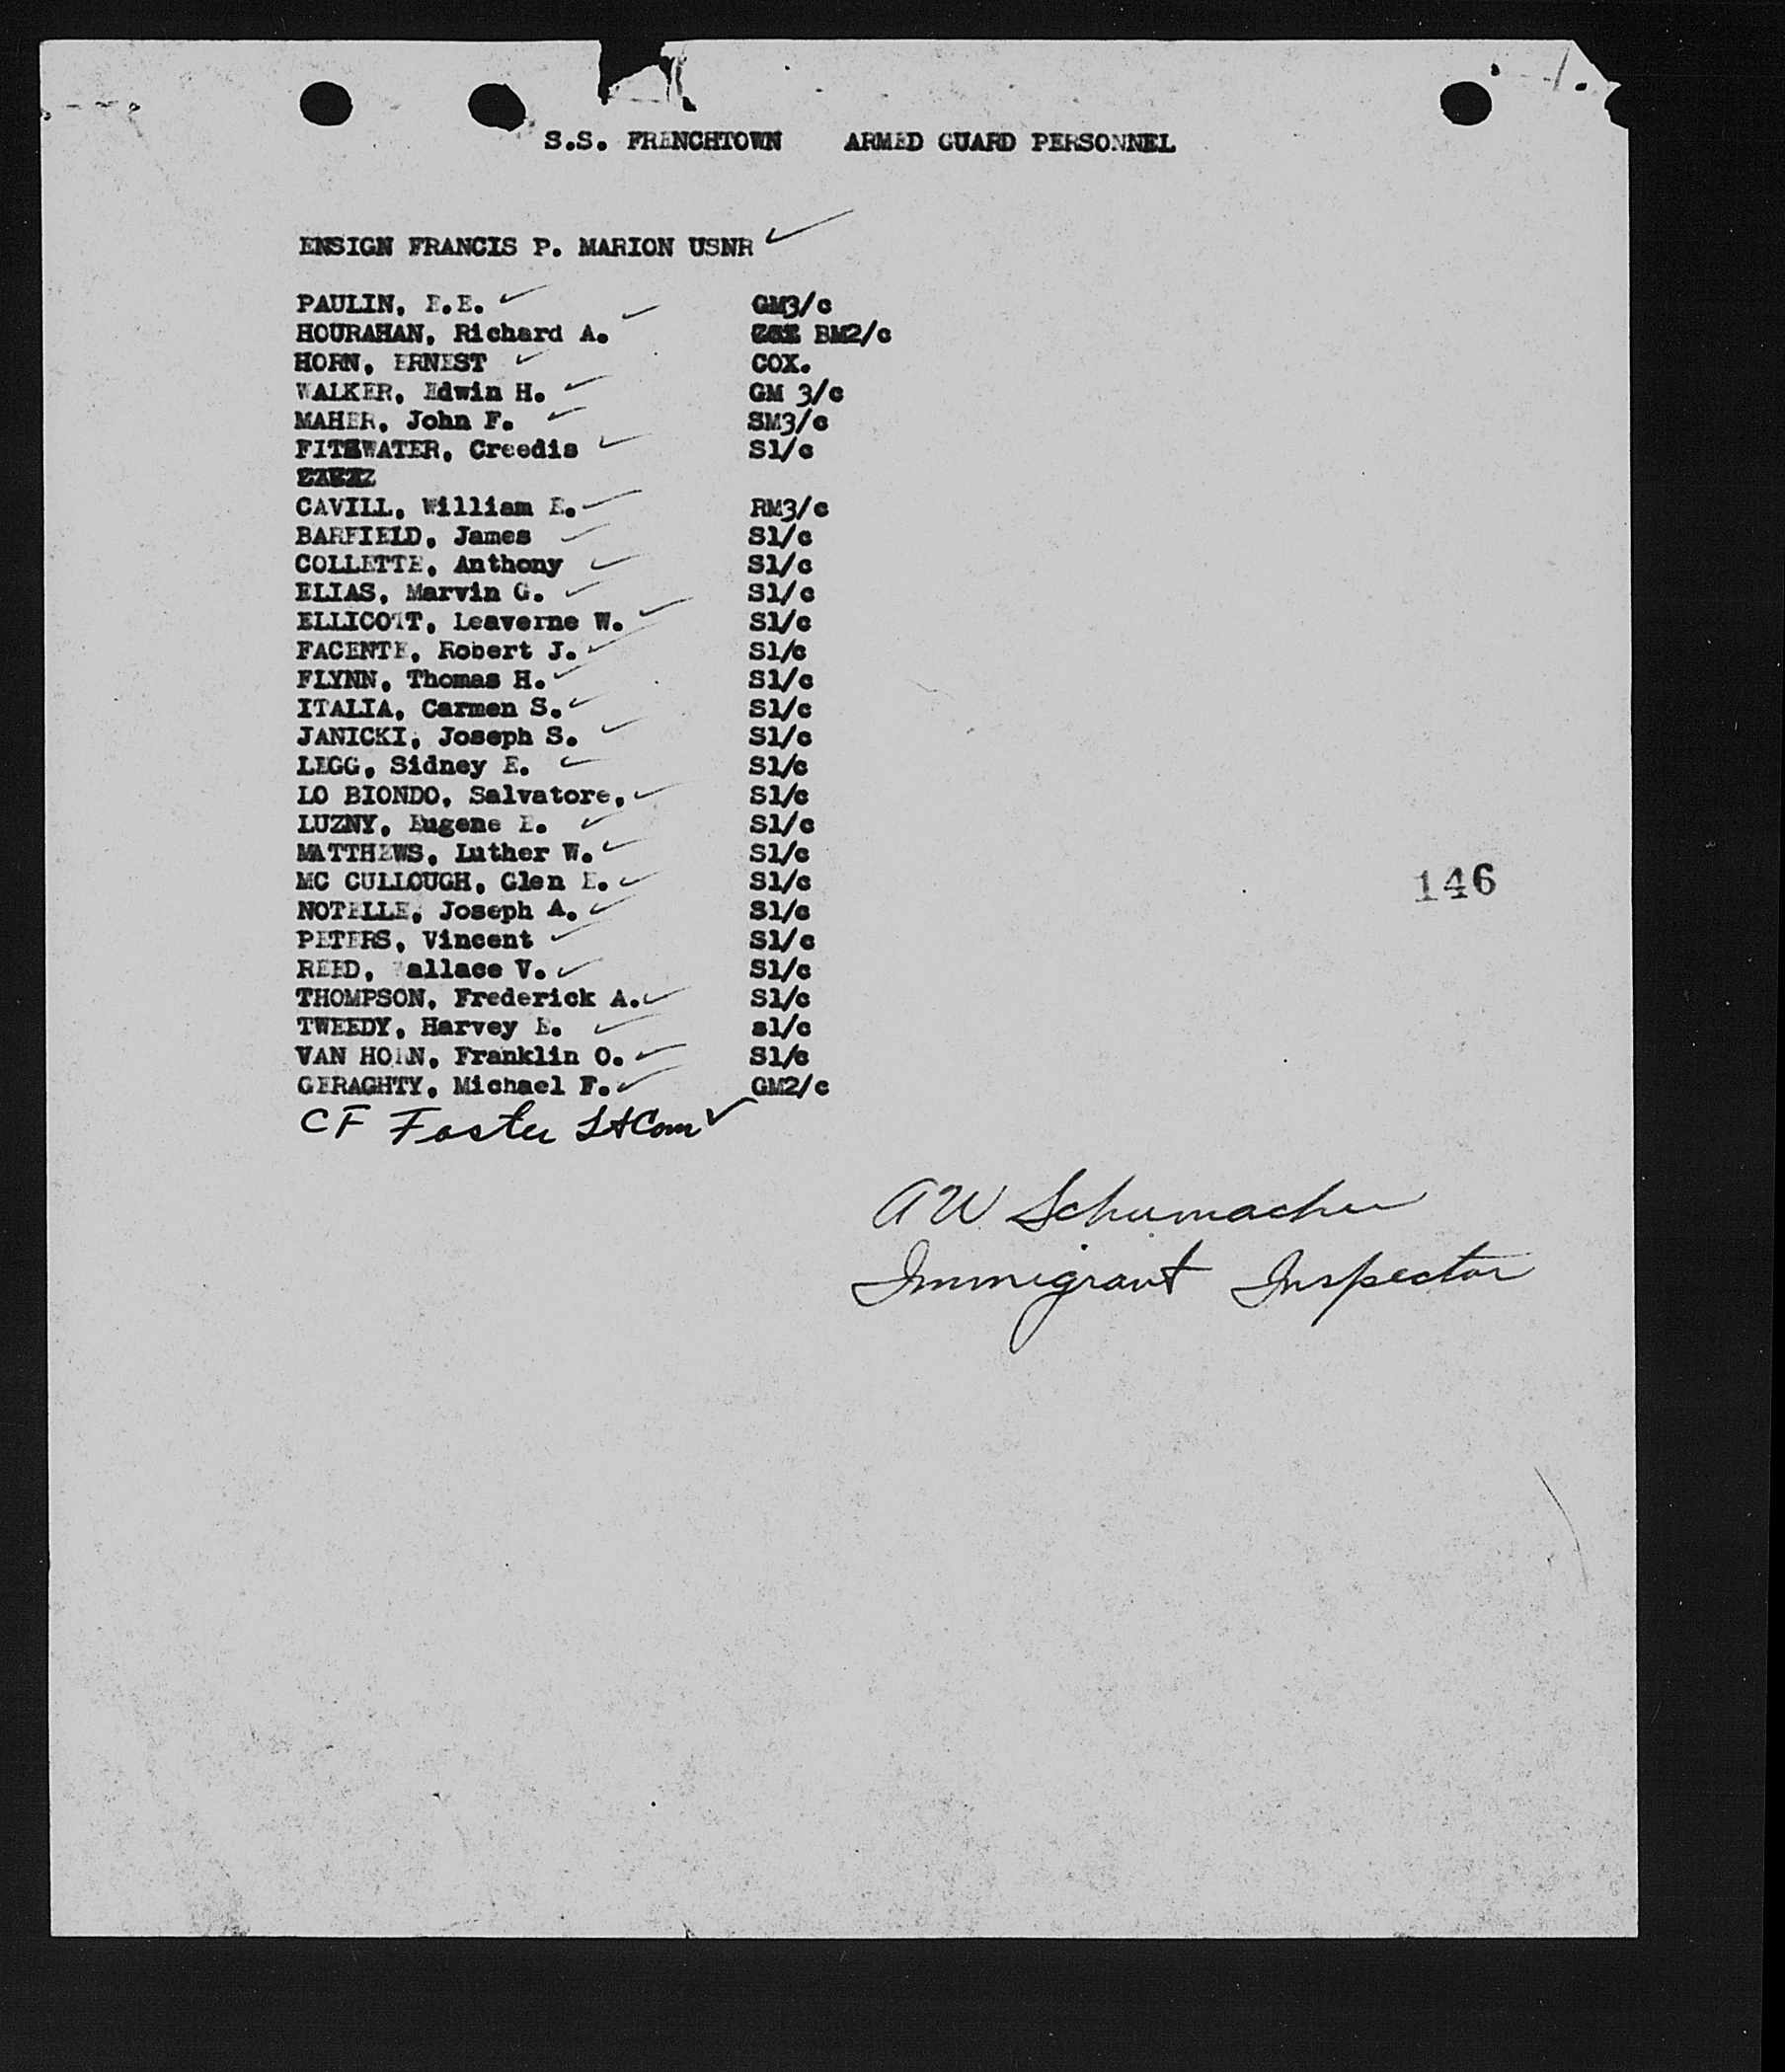 S.S. FRENCHTOWN ARMED GUARD PERSONNEL
ENSIGN FRANCIS P. MARION USNR ✓
PAULIN, E.E. ✓ GM3/c
HOURAHAN, Richard A. ✓ BM2/c
HORN, ERNEST ✓ COX.
WALKER, Edwin H. ✓ GM 3/c
MAHER, John F. ✓ SM3/c
FITZWATER, Creedis ✓ S1/c
CAVILL, William E. ✓ RM3/c
BARFIELD, James ✓ S1/c
COLLETTE, Anthony ✓ S1/c
ELIAS, Marvin G. ✓ S1/c
ELLICOTT, Leaverne W. ✓ S1/c
FACENTE, Robert J. ✓ S1/c
FLYNN, Thomas H. ✓ S1/c
ITALIA, Carmen S. ✓ S1/c
JANICKI, Joseph S. ✓ S1/c
LEGG, Sidney E. ✓ S1/c
LO BIONDO, Salvatore, ✓ S1/c
LUZNY, Eugene E. ✓ S1/c
MATTHEWS, Luther W. ✓ S1/c
MC CULLOUGH, Glen E. ✓ S1/c
NOTELLE, Joseph A. ✓ S1/c
PETERS, Vincent ✓ S1/c
REED, Wallace V. ✓ S1/c
THOMPSON, Frederick A. ✓ S1/c
TWEEDY, Harvey E. ✓ s1/c
VAN HORN, Franklin O. ✓ S1/c
GERAGHTY, Michael F. ✓ GM2/c
CF Foster Lt Com ✓
146
AW Schumacher
Immigrant Inspector